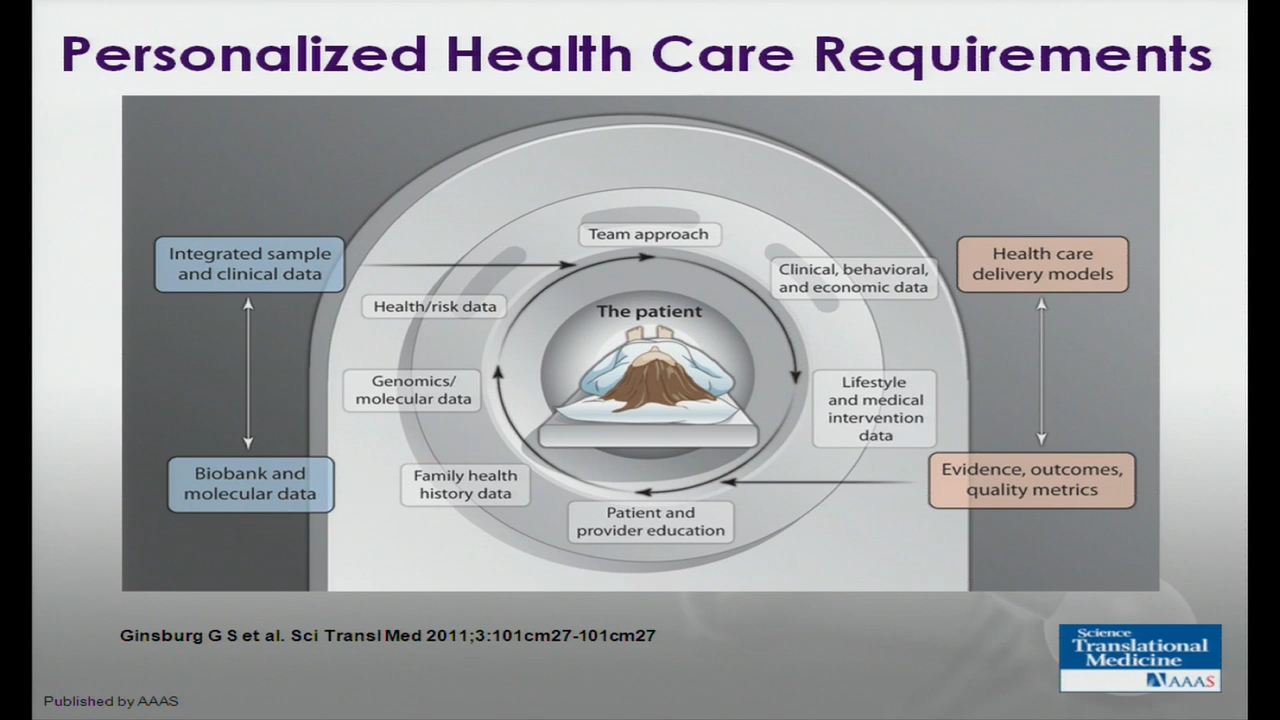 Personalized Health Care Requirements
Team approach
Integrated sample
and clinical data
Health care
delivery models
Clinical, behavioral,
and economic data
Health/risk data
The patient
Genomics/
molecular data
Lifestyle
and medical
intervention
data
Biobank and
molecular data
Family health
history data
Evidence, outcomes,
quality metrics
Patient and
provider education
Ginsburg G S et al. Sci Transl Med 2011;3:101cm27-101cm27
Science
Translational
Medicine
AAAS
Published by AAAS